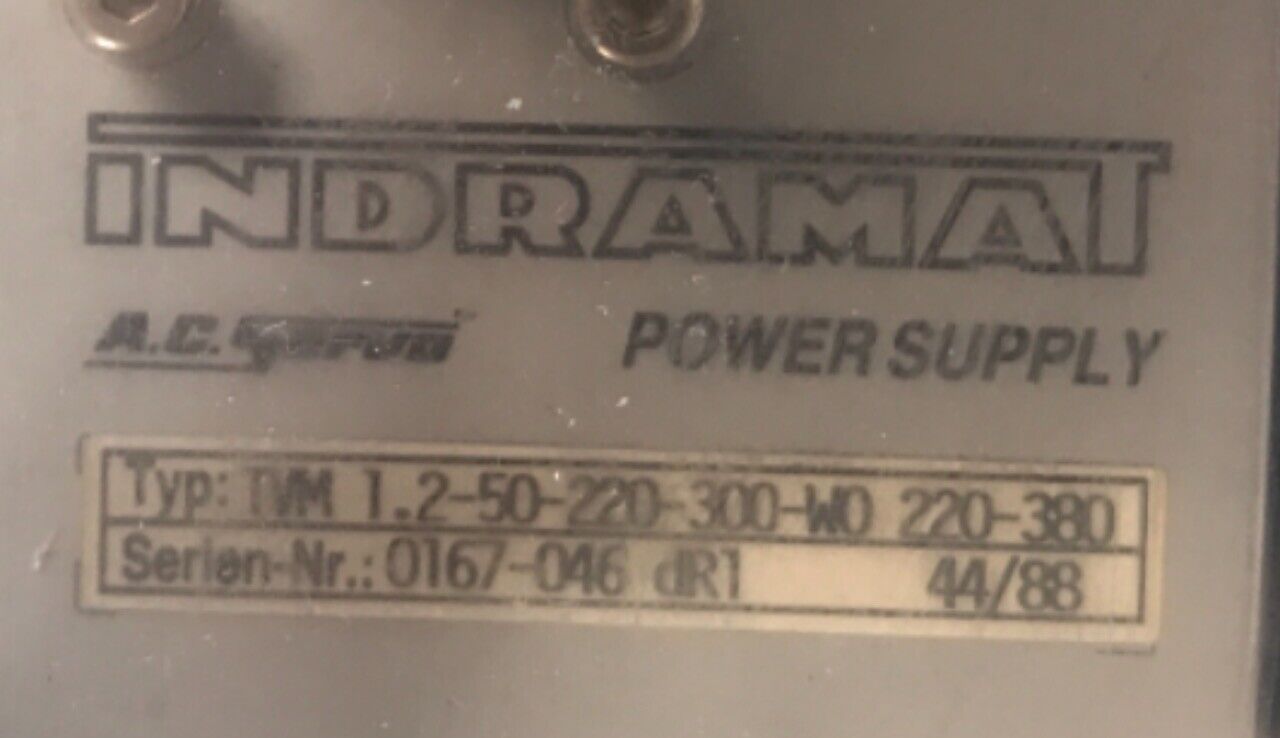 INDRAMAT
A.C. Servo POWER SUPPLY
Typ: TVM 1.2-50-220-300-W0 220-380
Serien-Nr.: 0167-046 dR1 44/88